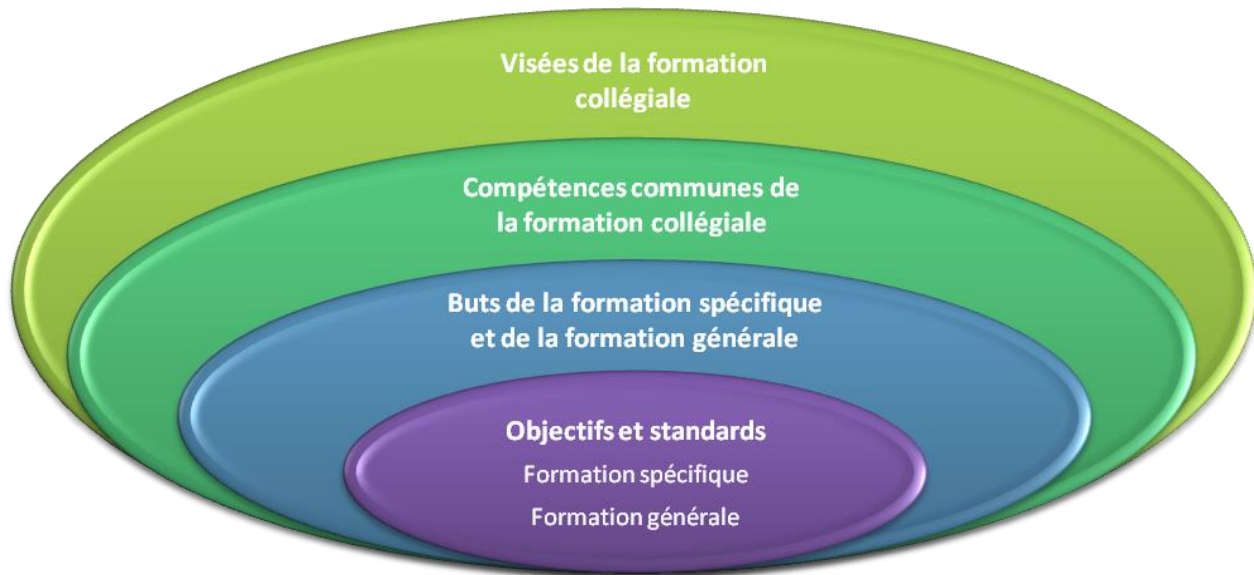 Visées de la formation
collégiale
Compétences communes de
la formation collégiale
Buts de la formation spécifique
et de la formation générale
Objectifs et standards
Formation spécifique
Formation générale